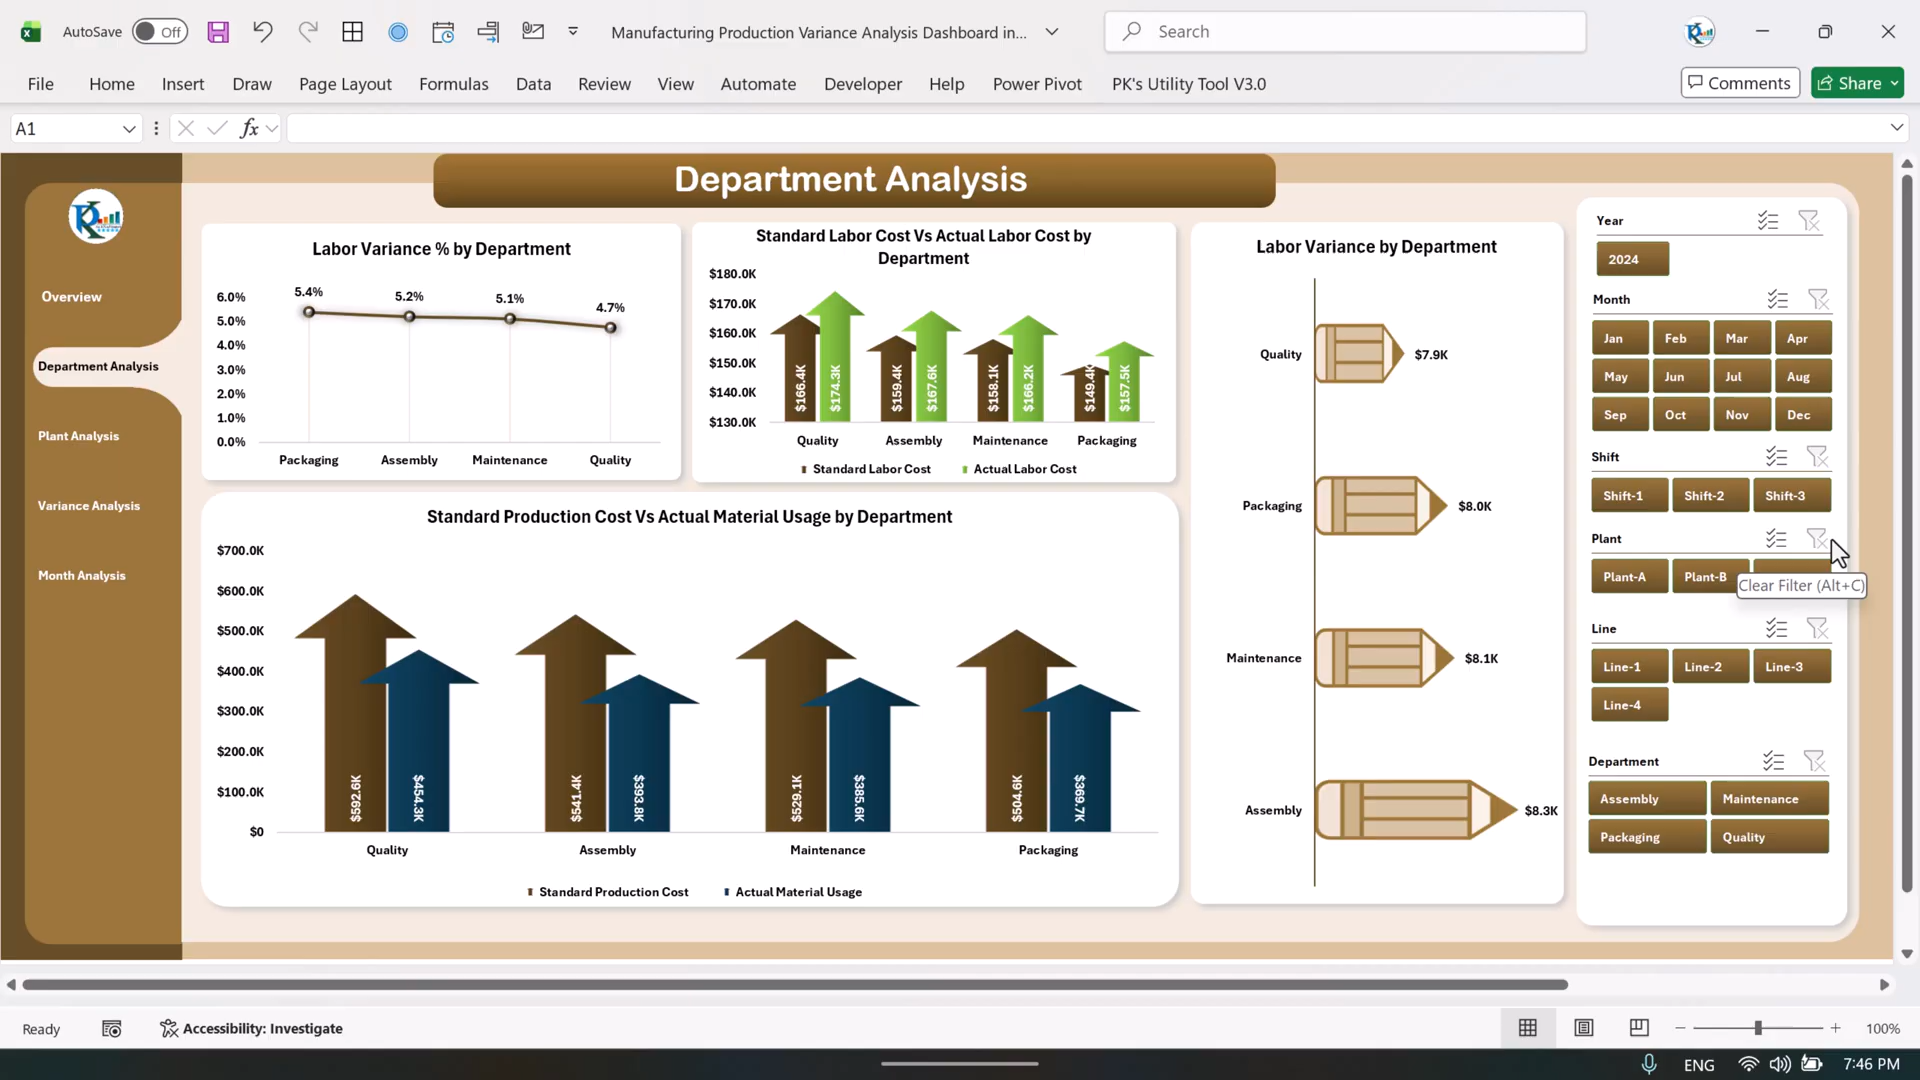 AutoSave Off
Manufacturing Production Variance Analysis Dashboard in...
Search
File Home Insert Draw Page Layout Formulas Data Review View Automate Developer Help Power Pivot PK's Utility Tool V3.0
Comments Share
A1
fx
Department Analysis
Overview
Department Analysis
Plant Analysis
Variance Analysis
Month Analysis
Labor Variance % by Department
6.0%
5.0%
4.0%
3.0%
2.0%
1.0%
0.0%
5.4% 5.2% 5.1% 4.7%
Packaging Assembly Maintenance Quality
Standard Labor Cost Vs Actual Labor Cost by
Department
$180.0K
$170.0K
$160.0K
$150.0K
$140.0K
$130.0K
$166.4K $174.3K $159.4K $167.6K $158.1K $166.2K $149.4K $157.5K
Quality Assembly Maintenance Packaging
Standard Labor Cost Actual Labor Cost
Standard Production Cost Vs Actual Material Usage by Department
$700.0K
$600.0K
$500.0K
$400.0K
$300.0K
$200.0K
$100.0K
$0
$592.6K $454.3K $541.4K $393.8K $529.1K $385.6K $504.6K $369.7K
Quality Assembly Maintenance Packaging
Standard Production Cost Actual Material Usage
Labor Variance by Department
Quality $7.9K
Packaging $8.0K
Maintenance $8.1K
Assembly $8.3K
Year
2024
Month
Jan Feb Mar Apr
May Jun Jul Aug
Sep Oct Nov Dec
Shift
Shift-1 Shift-2 Shift-3
Plant
Plant-A Plant-B
Clear Filter (Alt+C)
Line
Line-1 Line-2 Line-3
Line-4
Department
Assembly Maintenance
Packaging Quality
Ready
Accessibility: Investigate
100%
ENG
7:46 PM